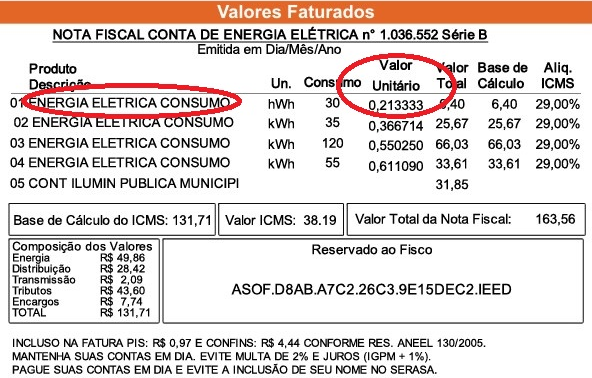 Valores Faturados
NOTA FISCAL CONTA DE ENERGIA ELÉTRICA n° 1.036.552 Série B
Emitida em Dia/Mês/Ano
Produto Descrição Un. Consumo Valor Unitário Valor Total Base de Cálculo Aliq. ICMS
01 ENERGIA ELETRICA CONSUMO hWh 30 0,213333 6,40 6,40 29,00%
02 ENERGIA ELETRICA CONSUMO kWh 35 0,366714 25,67 25,67 29,00%
03 ENERGIA ELETRICA CONSUMO kWh 120 0,550250 66,03 66,03 29,00%
04 ENERGIA ELETRICA CONSUMO kWh 55 0,611090 33,61 33,61 29,00%
05 CONT ILUMIN PUBLICA MUNICIPI 31,85
Base de Cálculo do ICMS: 131,71 Valor ICMS: 38.19 Valor Total da Nota Fiscal: 163,56
Composição dos Valores
Energia R$ 49,86
Distribuição R$ 28,42
Transmissão R$ 2,09
Tributos R$ 43,60
Encargos R$ 7,74
TOTAL R$ 131,71
Reservado ao Fisco
ASOF.D8AB.A7C2.26C3.9E15DEC2.IEED
INCLUSO NA FATURA PIS: R$ 0,97 E CONFINS: R$ 4,44 CONFORME RES. ANEEL 130/2005.
MANTENHA SUAS CONTAS EM DIA. EVITE MULTA DE 2% E JUROS (IGPM + 1%).
PAGUE SUAS CONTAS EM DIA E EVITE A INCLUSÃO DE SEU NOME NO SERASA.